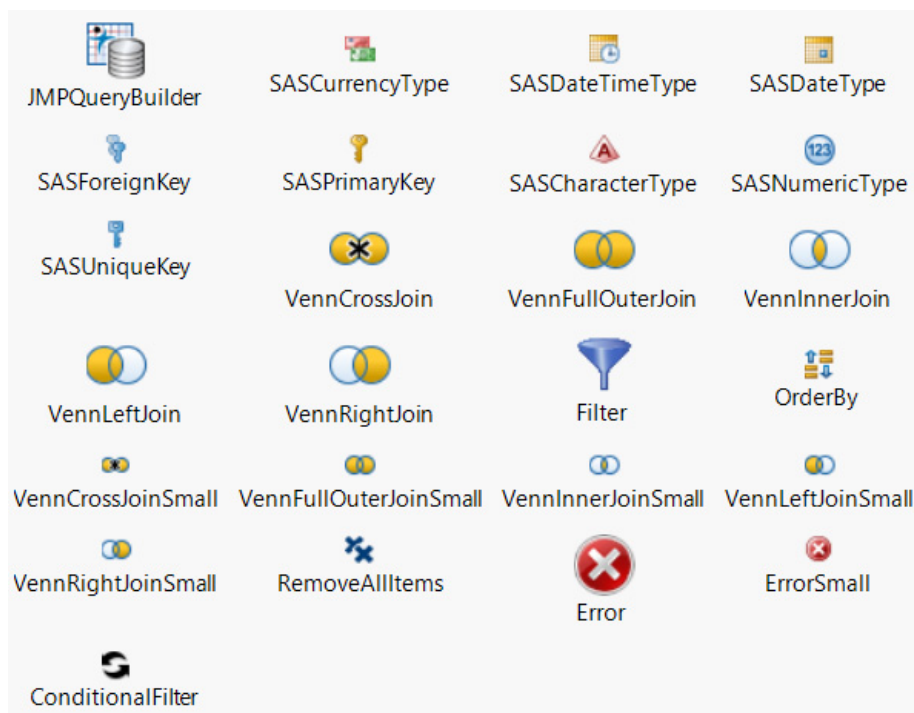 JMPQueryBuilder
SASCurrencyType
SASDateTimeType
SASDateType
SASForeignKey
SASPrimaryKey
A
SASCharacterType
123
SASNumericType
SASUniqueKey
VennCrossJoin
VennFullOuterJoin
VennInnerJoin
VennLeftJoin
VennRightJoin
Filter
OrderBy
VennCrossJoinSmall
VennFullOuterJoinSmall
VennInnerJoinSmall
VennLeftJoinSmall
VennRightJoinSmall
RemoveAllItems
Error
ErrorSmall
ConditionalFilter